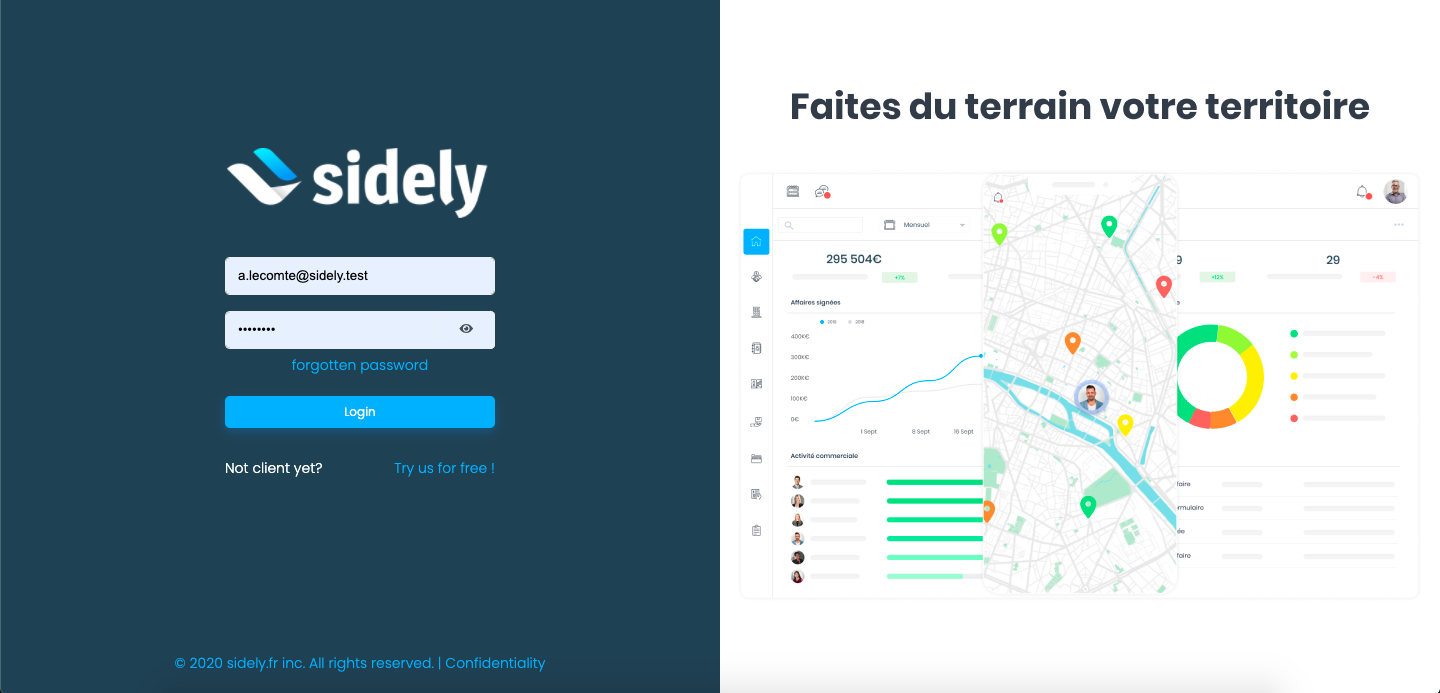 sidely
a.lecomte@sidely.test
••••••••
forgotten password
Login
Not client yet? Try us for free !
© 2020 sidely.fr inc. All rights reserved. | Confidentiality
Faites du terrain votre territoire
Mensuel
295 504€
9
29
+7%
+12%
-4%
Affaires signées
e
2019 2018
400K€
300K€
200K€
100K€
0€
1 Sept 8 Sept 16 Sept
Activité commerciale
faire
rmulaire
ée
faire